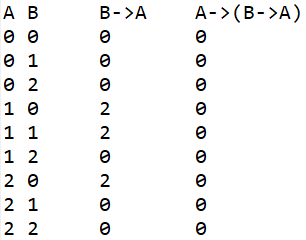 A B B->A A->(B->A)
0 0 0 0
0 1 0 0
0 2 0 0
1 0 2 0
1 1 2 0
1 2 0 0
2 0 2 0
2 1 0 0
2 2 0 0